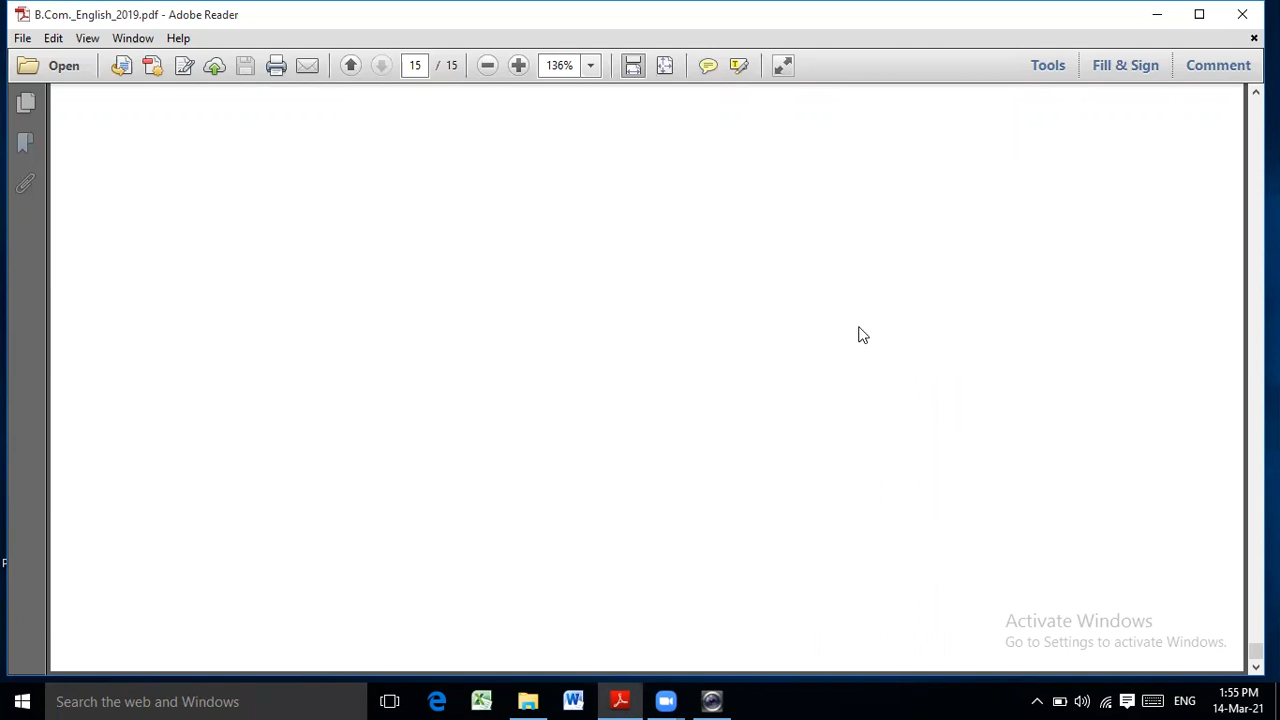 B.Com._English_2019.pdf - Adobe Reader
File Edit View Window Help
Open 15 / 15 136% Tools Fill & Sign Comment
Activate Windows
Go to Settings to activate Windows.
P
Search the web and Windows ENG 1:55 PM
14-Mar-21